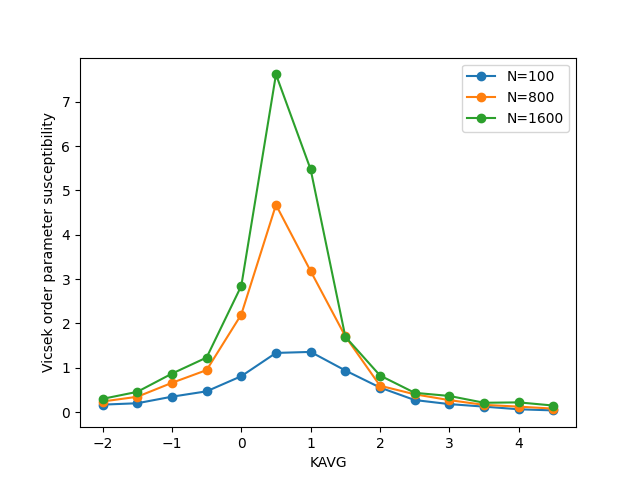 N=100
N=800
N=1600
Vicsek order parameter susceptibility
7
6
5
4
3
2
1
0
−2 −1 0 1 2 3 4
KAVG